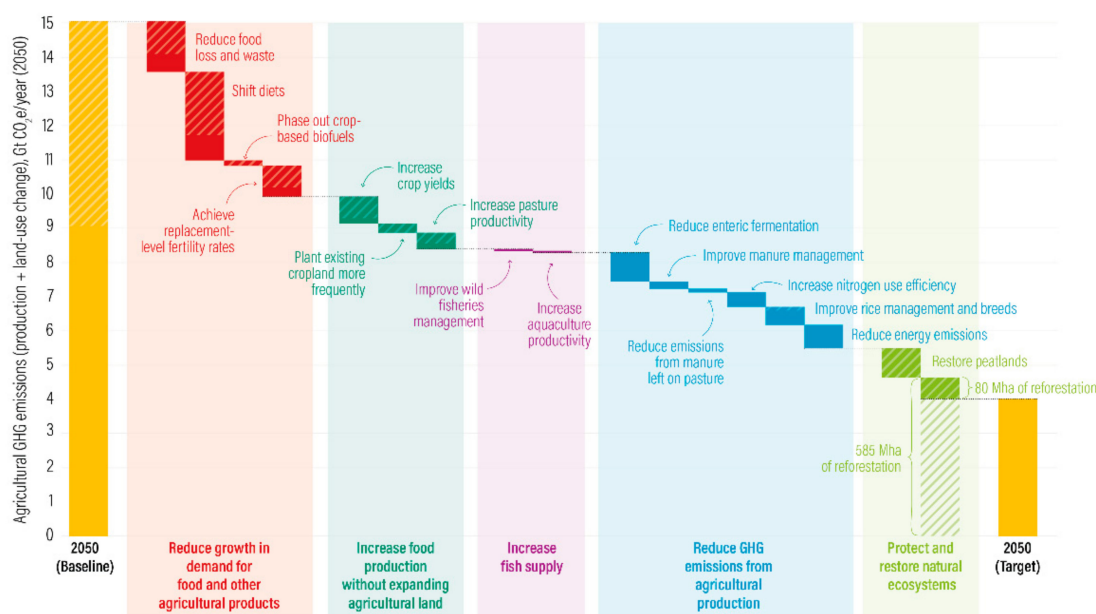 Agricultural GHG emissions (production + land-use change), Gt CO₂e/year (2050)
15
14
13
12
11
10
9
8
7
6
5
4
3
2
1
0
2050
(Baseline)
Reduce food
loss and waste
Shift diets
Phase out crop-
based biofuels
Achieve
replacement-
level fertility rates
Reduce growth in
demand for
food and other
agricultural products
Increase
crop yields
Increase pasture
productivity
Plant existing
cropland more
frequently
Increase food
production
without expanding
agricultural land
Improve wild
fisheries
management
Increase
aquaculture
productivity
Increase
fish supply
Reduce enteric fermentation
Improve manure management
Increase nitrogen use efficiency
Improve rice management and breeds
Reduce energy emissions
Reduce emissions
from manure
left on pasture
Reduce GHG
emissions from
agricultural
production
Restore peatlands
80 Mha of reforestation
585 Mha
of reforestation
Protect and
restore natural
ecosystems
2050
(Target)